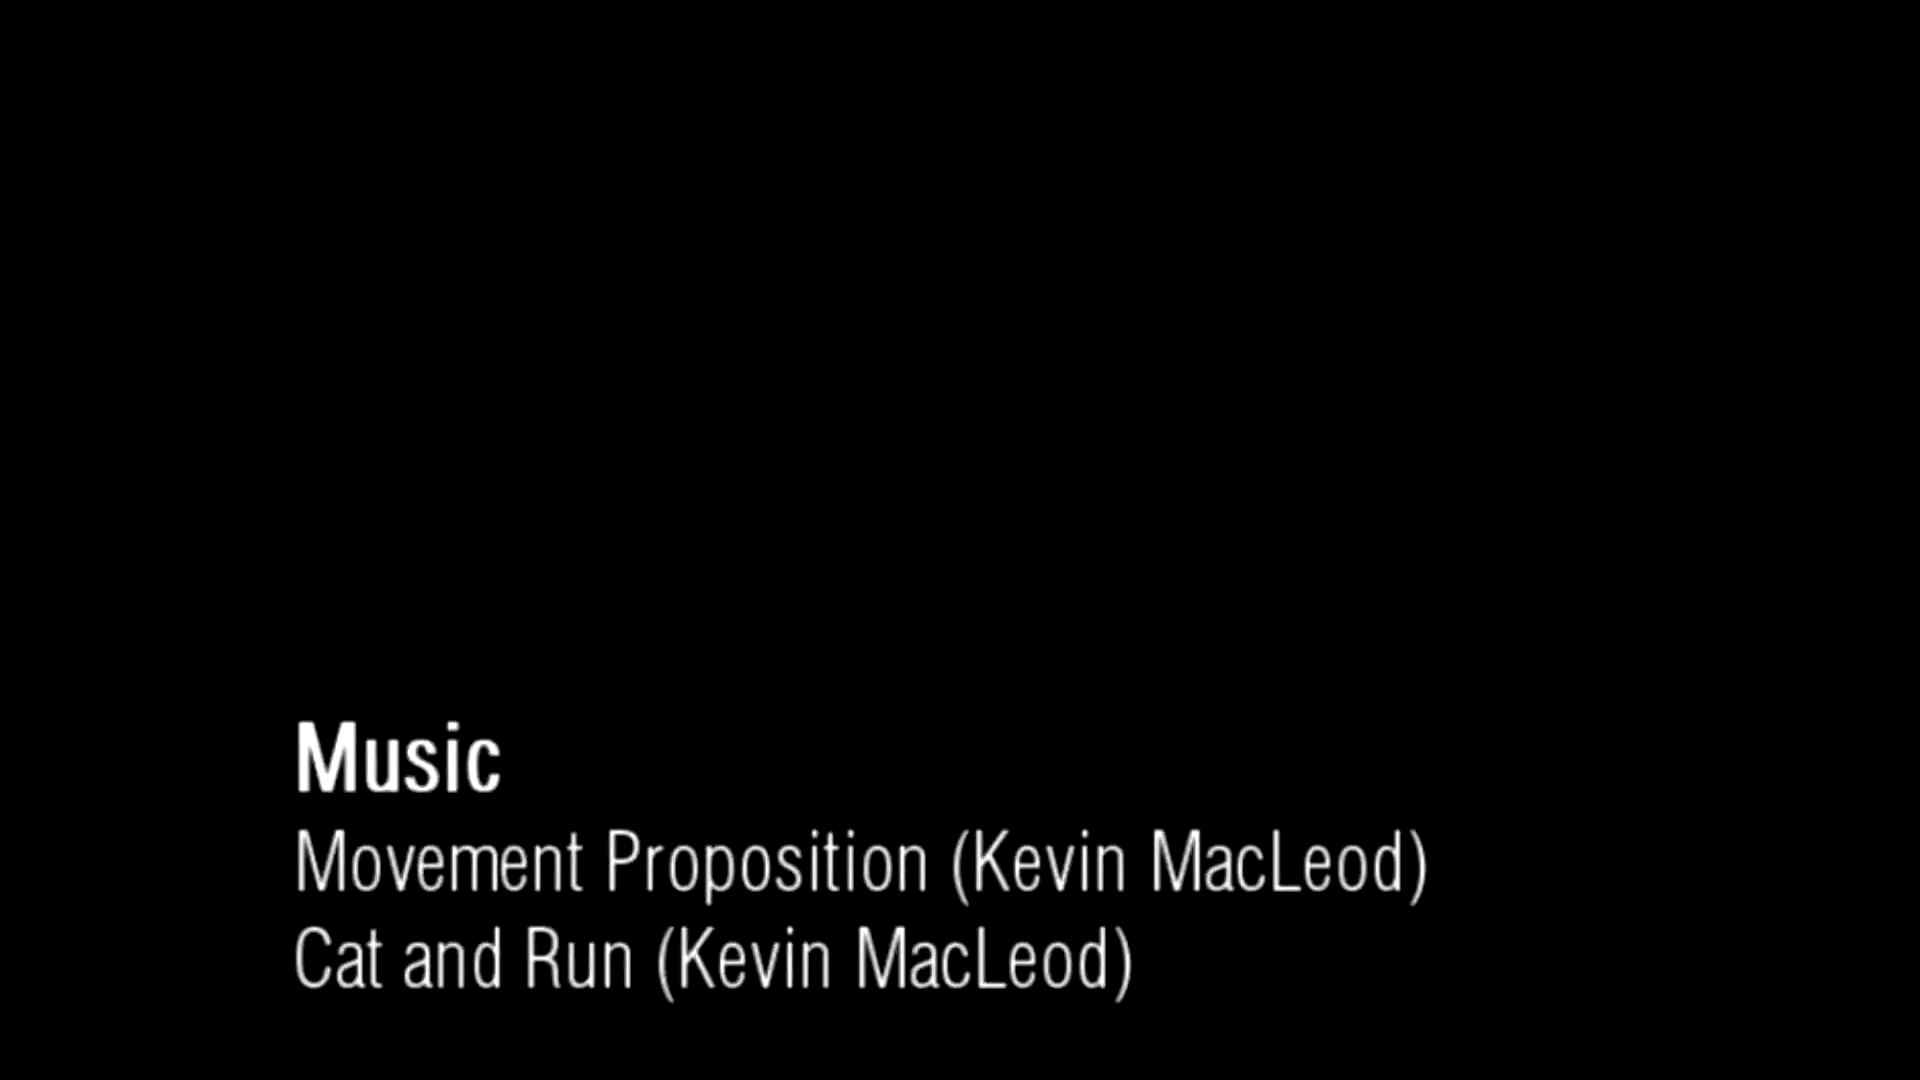 Music
Movement Proposition (Kevin MacLeod)
Cat and Run (Kevin MacLeod)